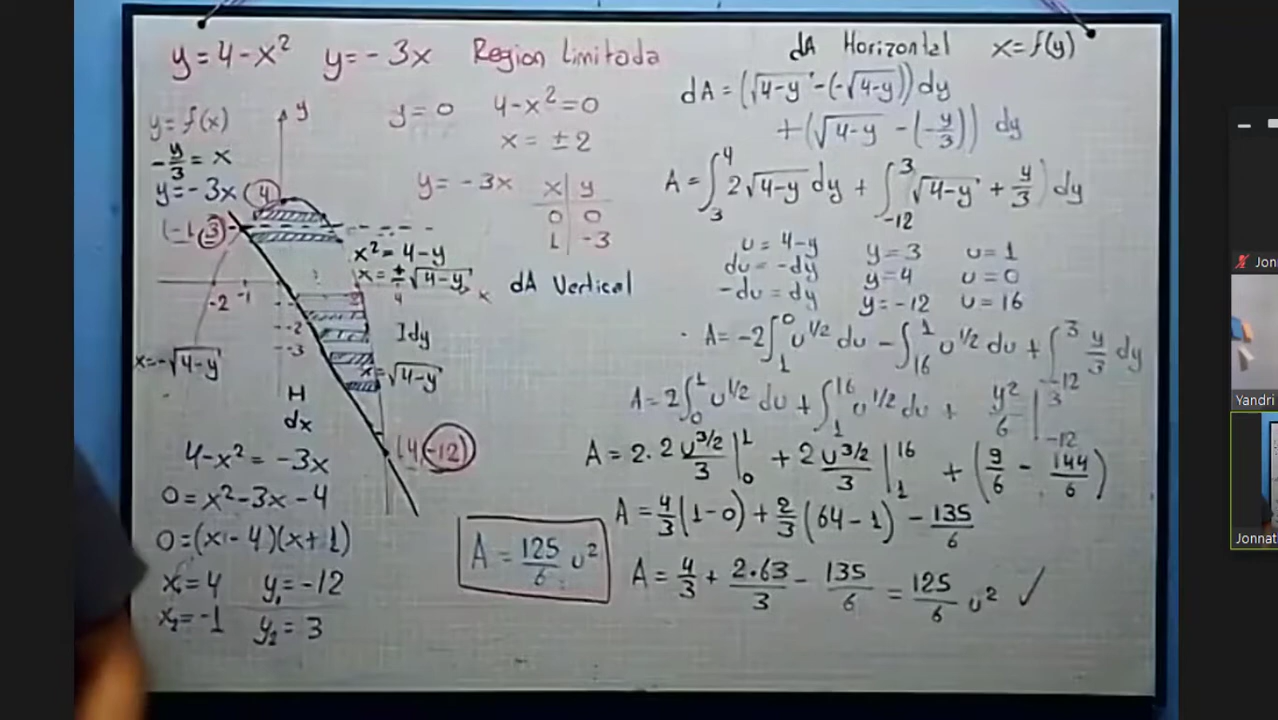 y = 4 - x²   y = -3x   Region Limitada
y = f(x)
-y/3 = x
y = -3x
(4)
(-1, 3)
y
y = 0   4 - x² = 0
x = ±2
y = -3x
x | y
0 | 0
1 | -3
x² = 4 - y
x = ±√(4-y)
x
dA Vertical
-2   -1
4
-2
-3
Idy
x = -√(4-y)
x = √(4-y)
H
dx
(4, -12)
4 - x² = -3x
0 = x² - 3x - 4
0 = (x - 4)(x + 1)
x₁ = 4   y₁ = -12
x₂ = -1   y₂ = 3
A = 125/6 u²
dA Horizontal   x = f(y)
dA = (√(4-y) - (-√(4-y))) dy
+ (√(4-y) - (-y/3)) dy
A = ∫₃⁴ 2√(4-y) dy + ∫₋₁₂³ √(4-y) + y/3) dy
u = 4-y   y = 3   u = 1
du = -dy   y = 4   u = 0
-du = dy   y = -12   u = 16
A = -2∫₁⁰ u^(1/2) du - ∫₁₆¹ u^(1/2) du + ∫₋₁₂³ y/3 dy
A = 2∫₀¹ u^(1/2) du + ∫₁¹⁶ u^(1/2) du + y²/6 |₋₁₂³
A = 2·2u^(3/2)/3 |₀¹ + 2u^(3/2)/3 |₁¹⁶ + (9/6 - 144/6)
A = 4/3 (1-0) + 2/3 (64-1) - 135/6
A = 4/3 + 2·63/3 - 135/6 = 125/6 u² ✓
Jon
Yandri
Jonnat